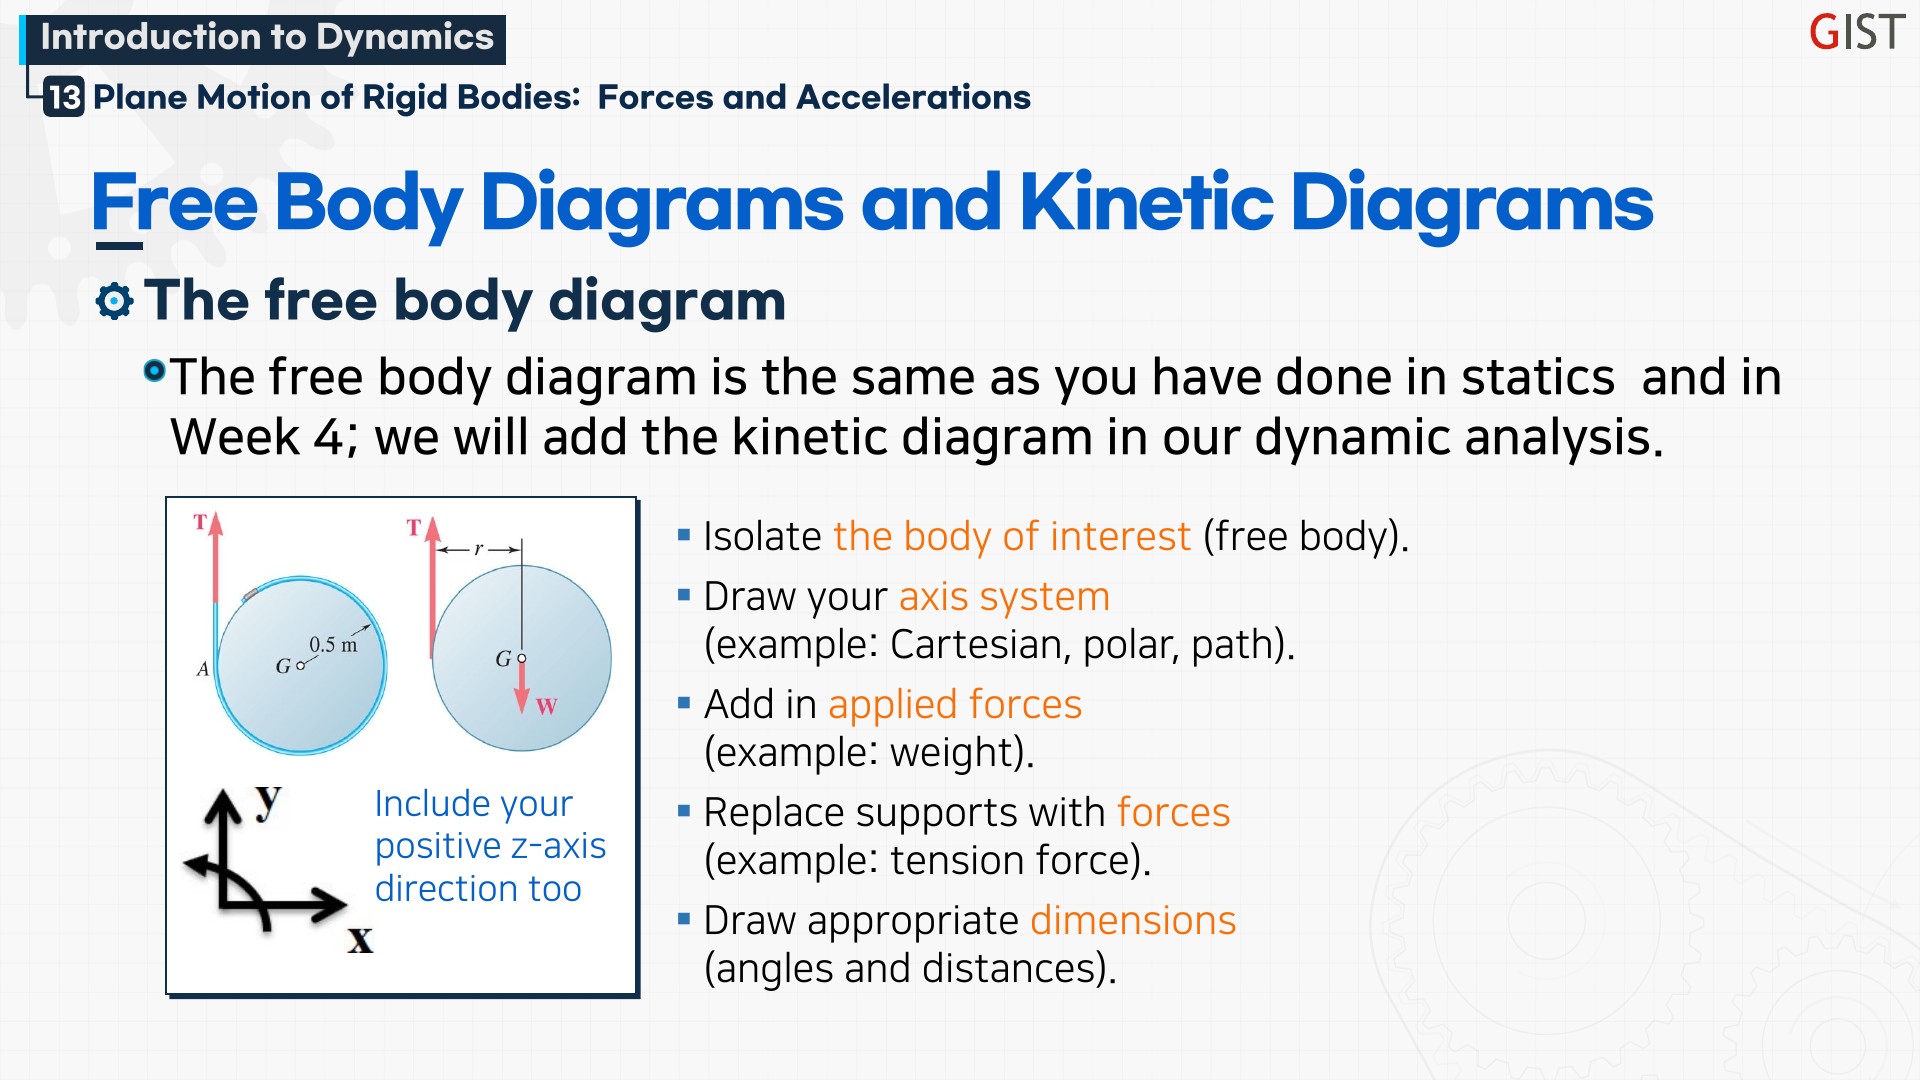 Introduction to Dynamics
GIST
13 Plane Motion of Rigid Bodies:  Forces and Accelerations
Free Body Diagrams and Kinetic Diagrams
The free body diagram
The free body diagram is the same as you have done in statics  and in
Week 4; we will add the kinetic diagram in our dynamic analysis.
T
A
G
0.5 m
T
r
G
W
y
x
Include your
positive z-axis
direction too
▪ Isolate the body of interest (free body).
▪ Draw your axis system
(example: Cartesian, polar, path).
▪ Add in applied forces
(example: weight).
▪ Replace supports with forces
(example: tension force).
▪ Draw appropriate dimensions
(angles and distances).